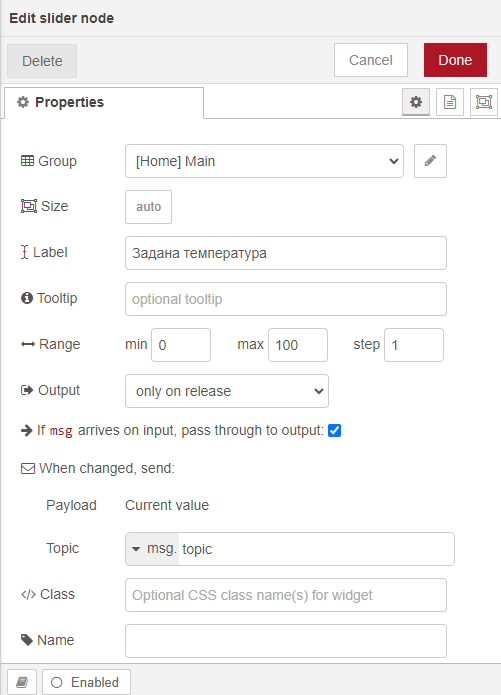 Edit slider node
Delete Cancel Done
Properties
Group [Home] Main
Size auto
Label Задана температура
Tooltip optional tooltip
Range min 0 max 100 step 1
Output only on release
If msg arrives on input, pass through to output:
When changed, send:
Payload Current value
Topic msg. topic
</> Class Optional CSS class name(s) for widget
Name
Enabled